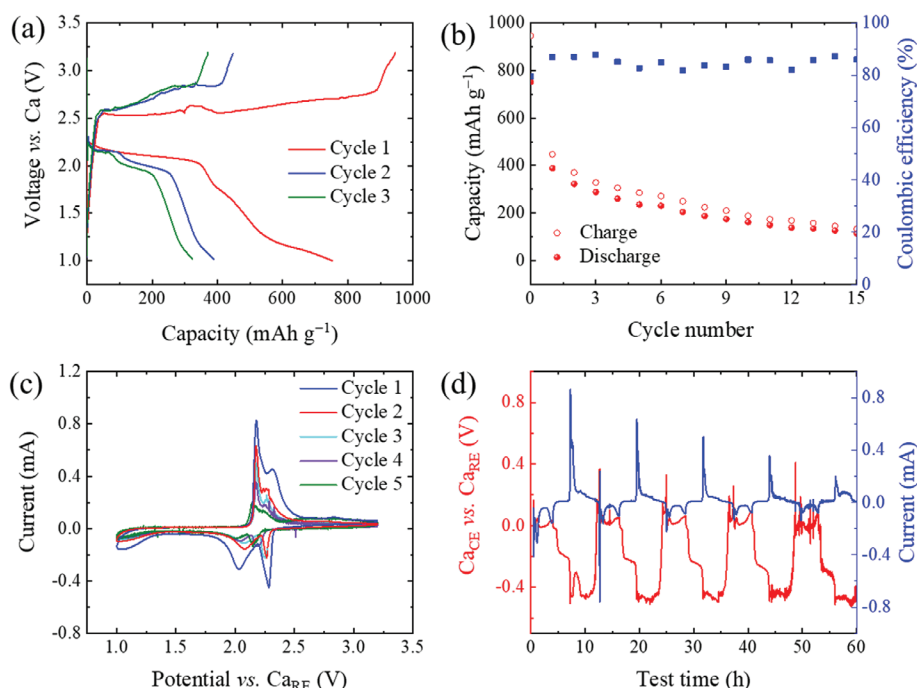 (a)
Voltage vs. Ca (V)
3.5
3.0
2.5
2.0
1.5
1.0
Cycle 1
Cycle 2
Cycle 3
0 200 400 600 800 1000
Capacity (mAh g⁻¹)
(b)
Capacity (mAh g⁻¹)
1000
800
600
400
200
0
Charge
Discharge
0 3 6 9 12 15
Cycle number
100
80
60
40
20
0
Coulombic efficiency (%)
(c)
Current (mA)
1.2
0.8
0.4
0.0
-0.4
-0.8
Cycle 1
Cycle 2
Cycle 3
Cycle 4
Cycle 5
1.0 1.5 2.0 2.5 3.0 3.5
Potential vs. Ca_RE (V)
(d)
Ca_CE vs. Ca_RE (V)
0.8
0.4
0.0
-0.4
0 10 20 30 40 50 60
Test time (h)
0.8
0.4
0.0
-0.4
-0.8
Current (mA)